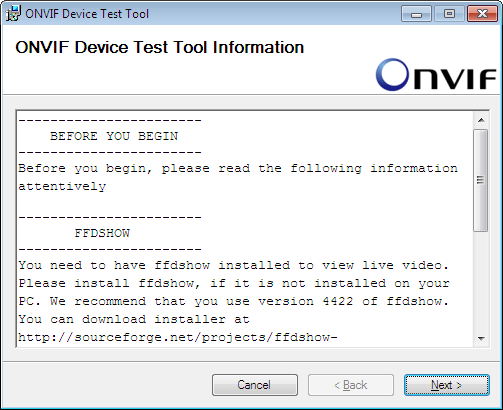 ONVIF Device Test Tool
ONVIF Device Test Tool Information
ONVIF
-----------------------
BEFORE YOU BEGIN
-----------------------
Before you begin, please read the following information
attentively
-----------------------
FFDSHOW
-----------------------
You need to have ffdshow installed to view live video.
Please install ffdshow, if it is not installed on your
PC. We recommend that you use version 4422 of ffdshow.
You can download installer at
http://sourceforge.net/projects/ffdshow-
Cancel
< Back
Next >